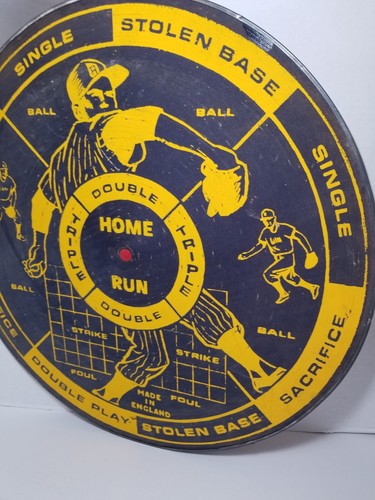 SINGLE
STOLEN BASE
BALL
BALL
SINGLE
DOUBLE
TRIPLE
HOME
RUN
TRIPLE
DOUBLE
BALL
BALL
STRIKE
STRIKE
FOUL
FOUL
MADE
IN
ENGLAND
SACRIFICE
DOUBLE PLAY
STOLEN BASE